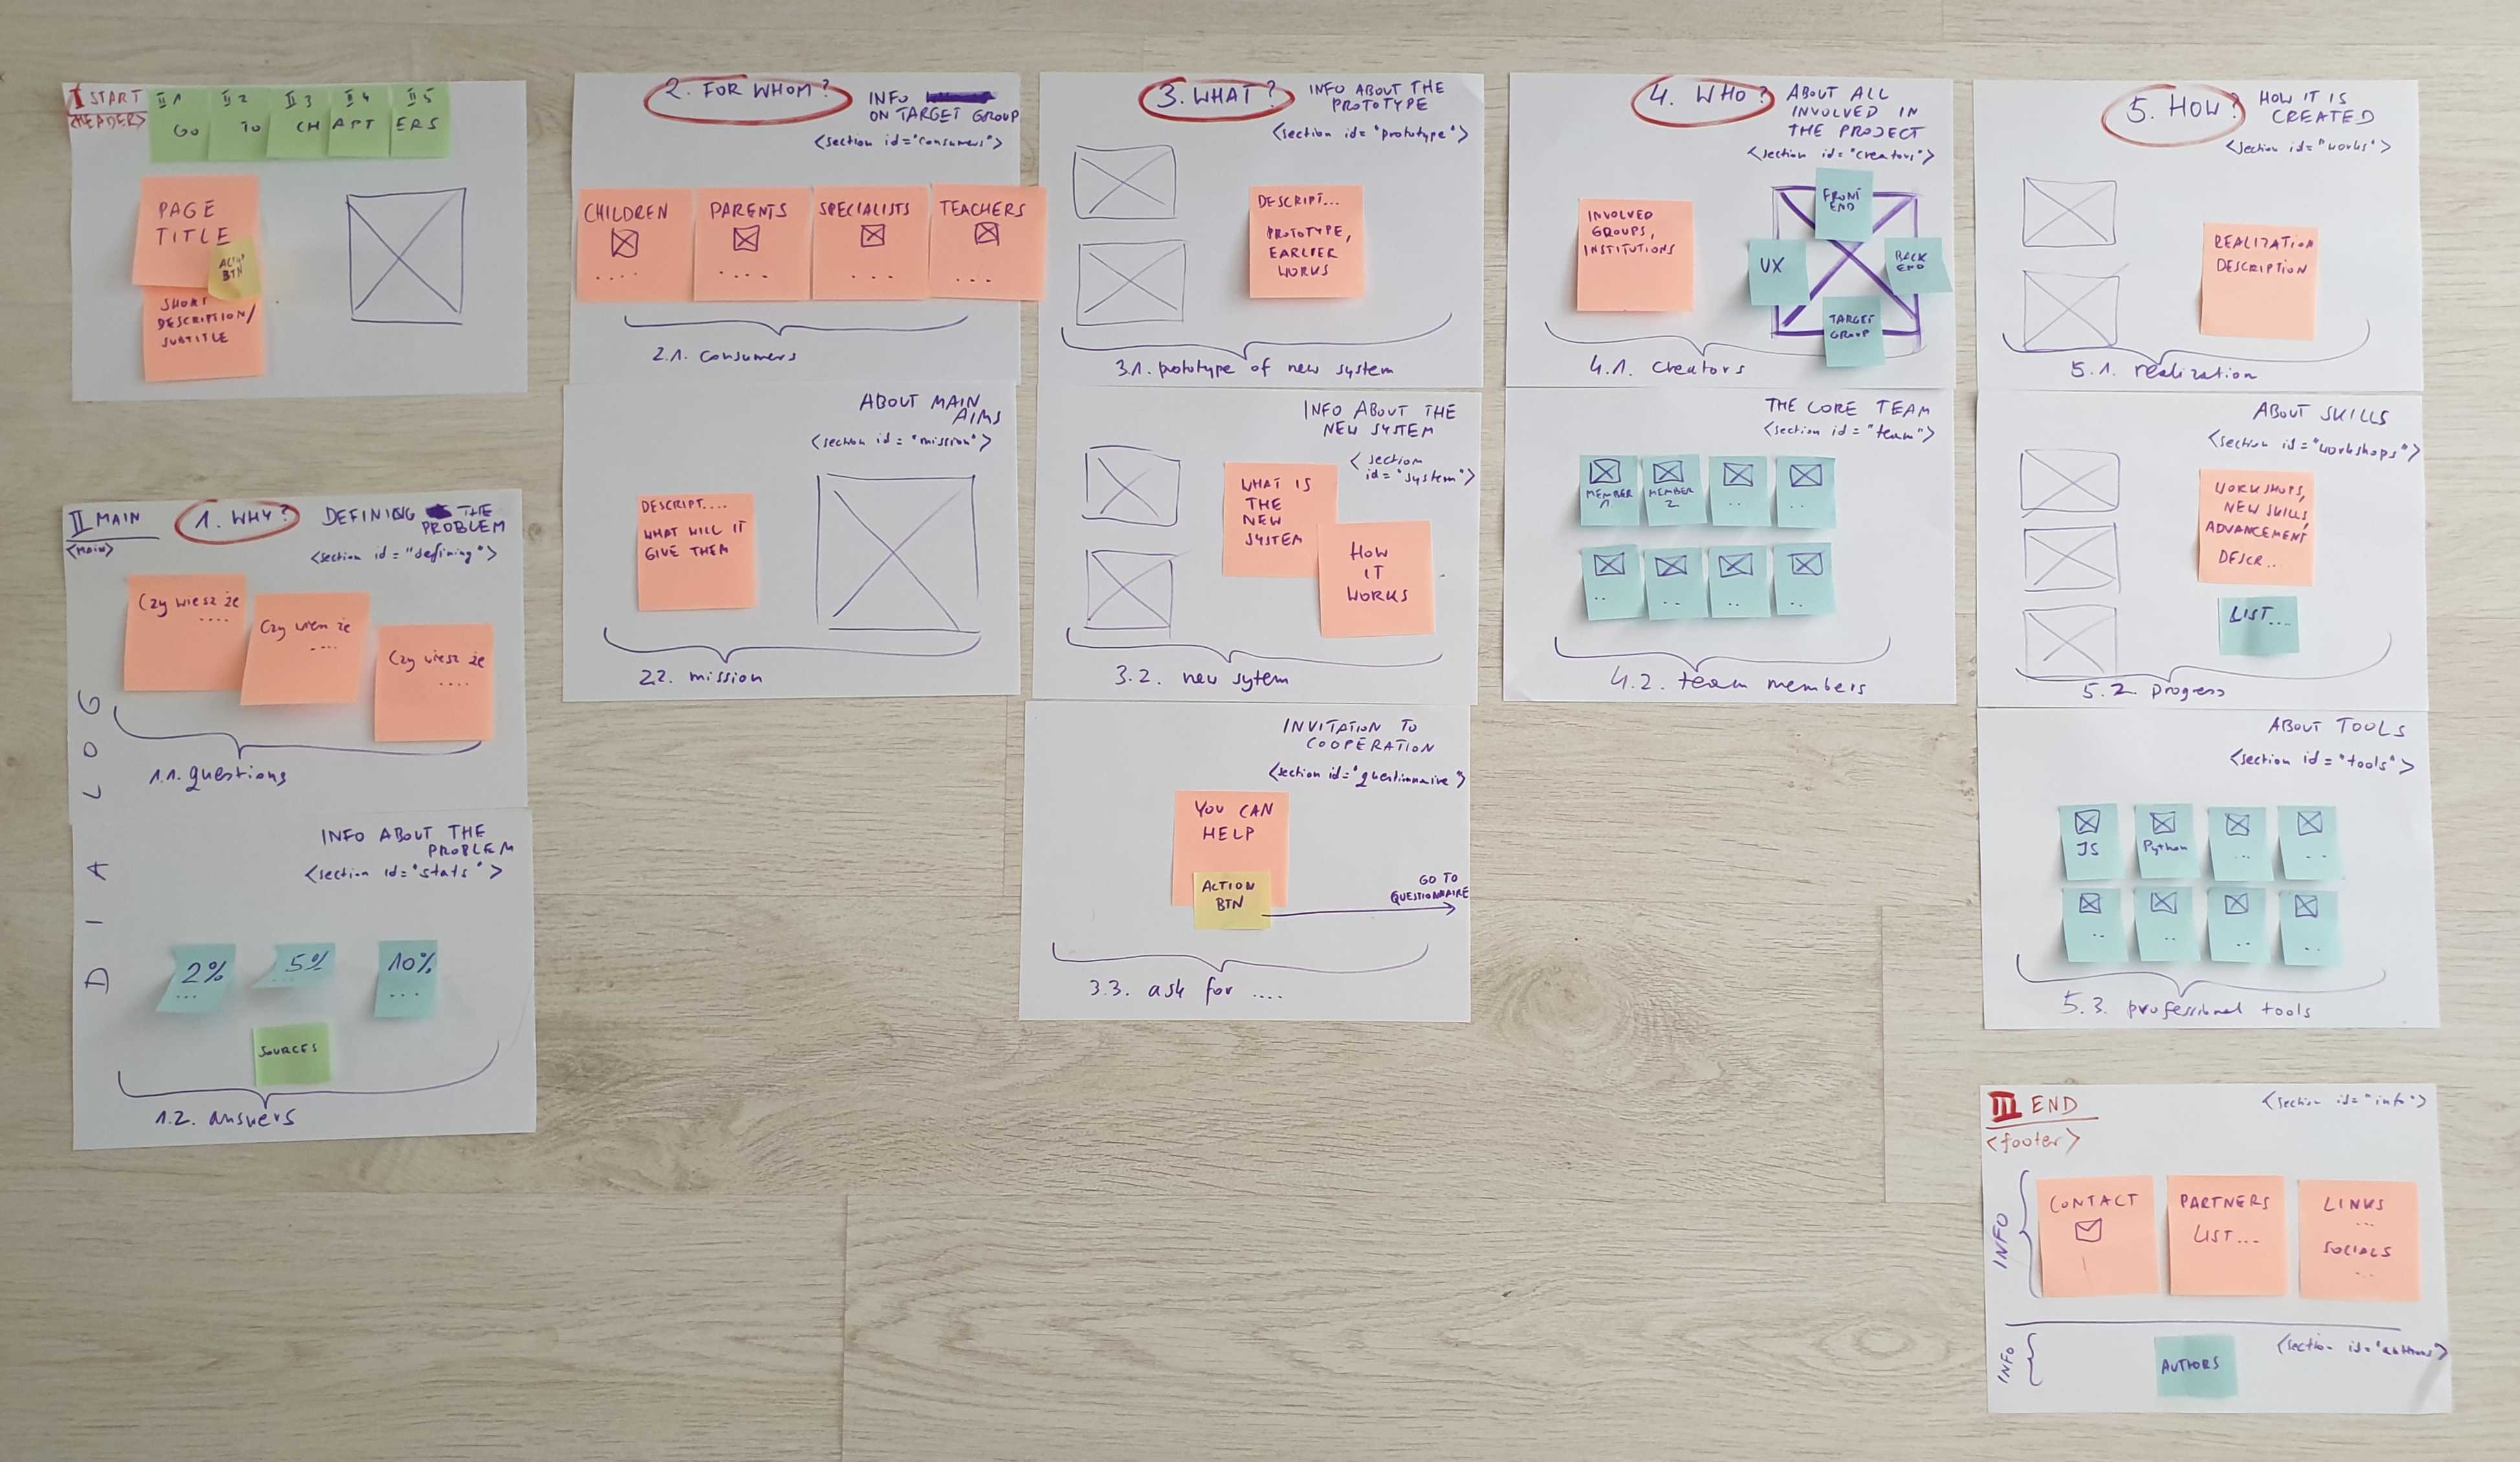 I START
<HEADER>
II 1 II 2 II 3 II 4 II 5
GO TO CH APT ERS
PAGE
TITLE
BTN
SHORT
DESCRIPTION/
SUBTITLE
II MAIN
<MAIN>
1. WHY?
DEFINING THE
PROBLEM
<section id="defining">
Czy wiesz że
....
Czy wiesz że
....
Czy wiesz że
....
1.1. questions
DIALOG
INFO ABOUT THE
PROBLEM
<section id="stats">
2%
...
5%
...
10%
...
SOURCES
1.2. answers
2. FOR WHOM?
INFO
ON TARGET GROUP
<section id="consumers">
CHILDREN
....
PARENTS
....
SPECIALISTS
...
TEACHERS
...
2.1. consumers
ABOUT MAIN
AIMS
<section id="mission">
DESCRIPT....
WHAT WILL IT
GIVE THEM
2.2. mission
3. WHAT?
INFO ABOUT THE
PROTOTYPE
<section id="prototype">
DESCRIPT...
PROTOTYPE,
EARLIER
WORKS
3.1. prototype of new system
INFO ABOUT THE
NEW SYSTEM
<section
id="system">
WHAT IS
THE
NEW
SYSTEM
HOW
IT
WORKS
3.2. new sytem
INVITATION TO
COOPERATION
<section id="questionnaire">
YOU CAN
HELP
ACTION
BTN
GO TO
QUESTIONNAIRE
3.3. ask for ....
4. WHO?
ABOUT ALL
INVOLVED IN
THE PROJECT
<section id="creators">
INVOLVED
GROUPS,
INSTITUTIONS
FRONT
END
UX
BACK
END
TARGET
GROUP
4.1. creators
THE CORE TEAM
<section id="team">
MEMBER
1
MEMBER
2
..
..
..
..
..
..
4.2. team members
5. HOW?
HOW IT IS
CREATED
<section id="works">
REALIZATION
DESCRIPTION
5.1. realization
ABOUT SKILLS
<section id="workshops">
WORKSHOPS,
NEW SKILLS,
ADVANCEMENT
DESCR...
LIST...
5.2. progress
ABOUT TOOLS
<section id="tools">
JS
Python
...
..
..
..
..
..
5.3. professional tools
III END
<footer>
<section id="info">
INFO
CONTACT
PARTNERS
LIST...
LINKS
...
SOCIALS
..
INFO
<section id="authors">
AUTHORS